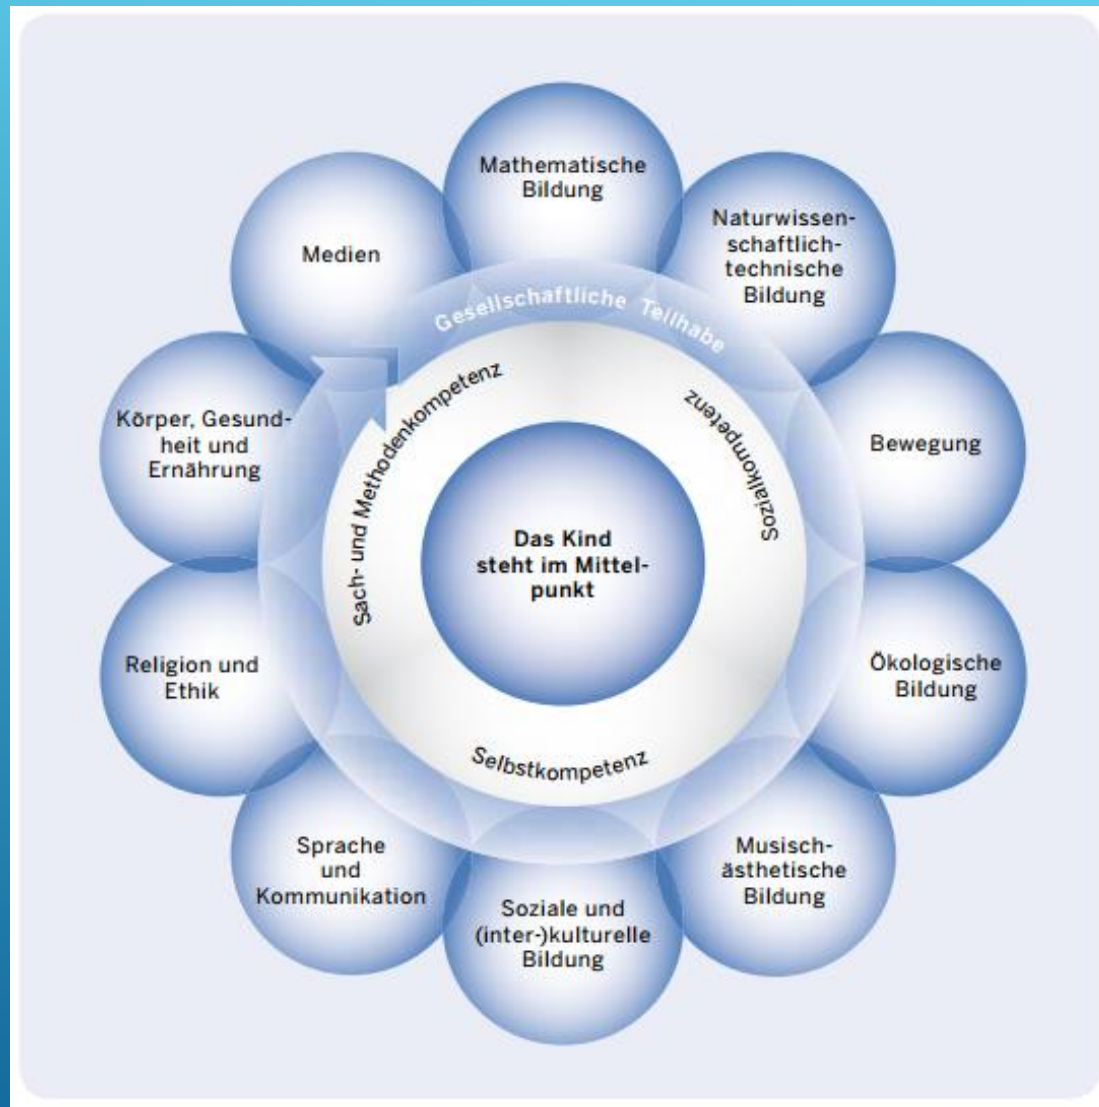 Mathematische
Bildung
Naturwissen-
schaftlich-
technische
Bildung
Bewegung
Ökologische
Bildung
Musisch-
ästhetische
Bildung
Soziale und
(inter-)kulturelle
Bildung
Sprache
und
Kommunikation
Religion und
Ethik
Körper, Gesund-
heit und
Ernährung
Medien
Gesellschaftliche Teilhabe
Sach- und Methodenkompetenz
Sozialkompetenz
Selbstkompetenz
Das Kind
steht im Mittel-
punkt